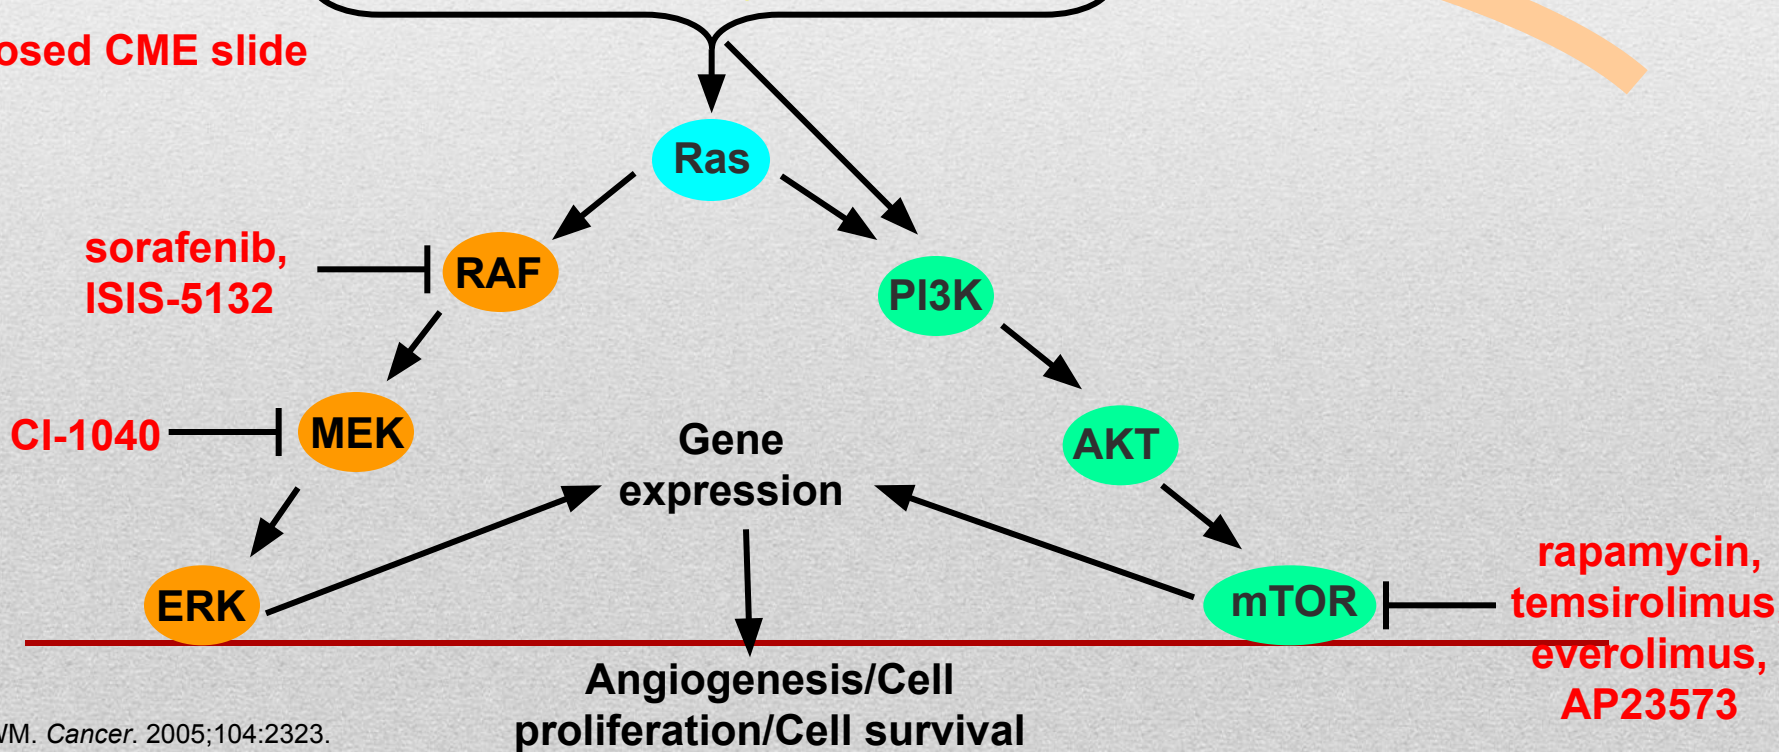 CME slide
Ras
sorafenib,
ISIS-5132
RAF
PI3K
CI-1040
MEK
Gene
expression
AKT
ERK
mTOR
rapamycin,
temsirolimus
everolimus,
AP23573
Angiogenesis/Cell
proliferation/Cell survival
Cancer. 2005;104:2323.